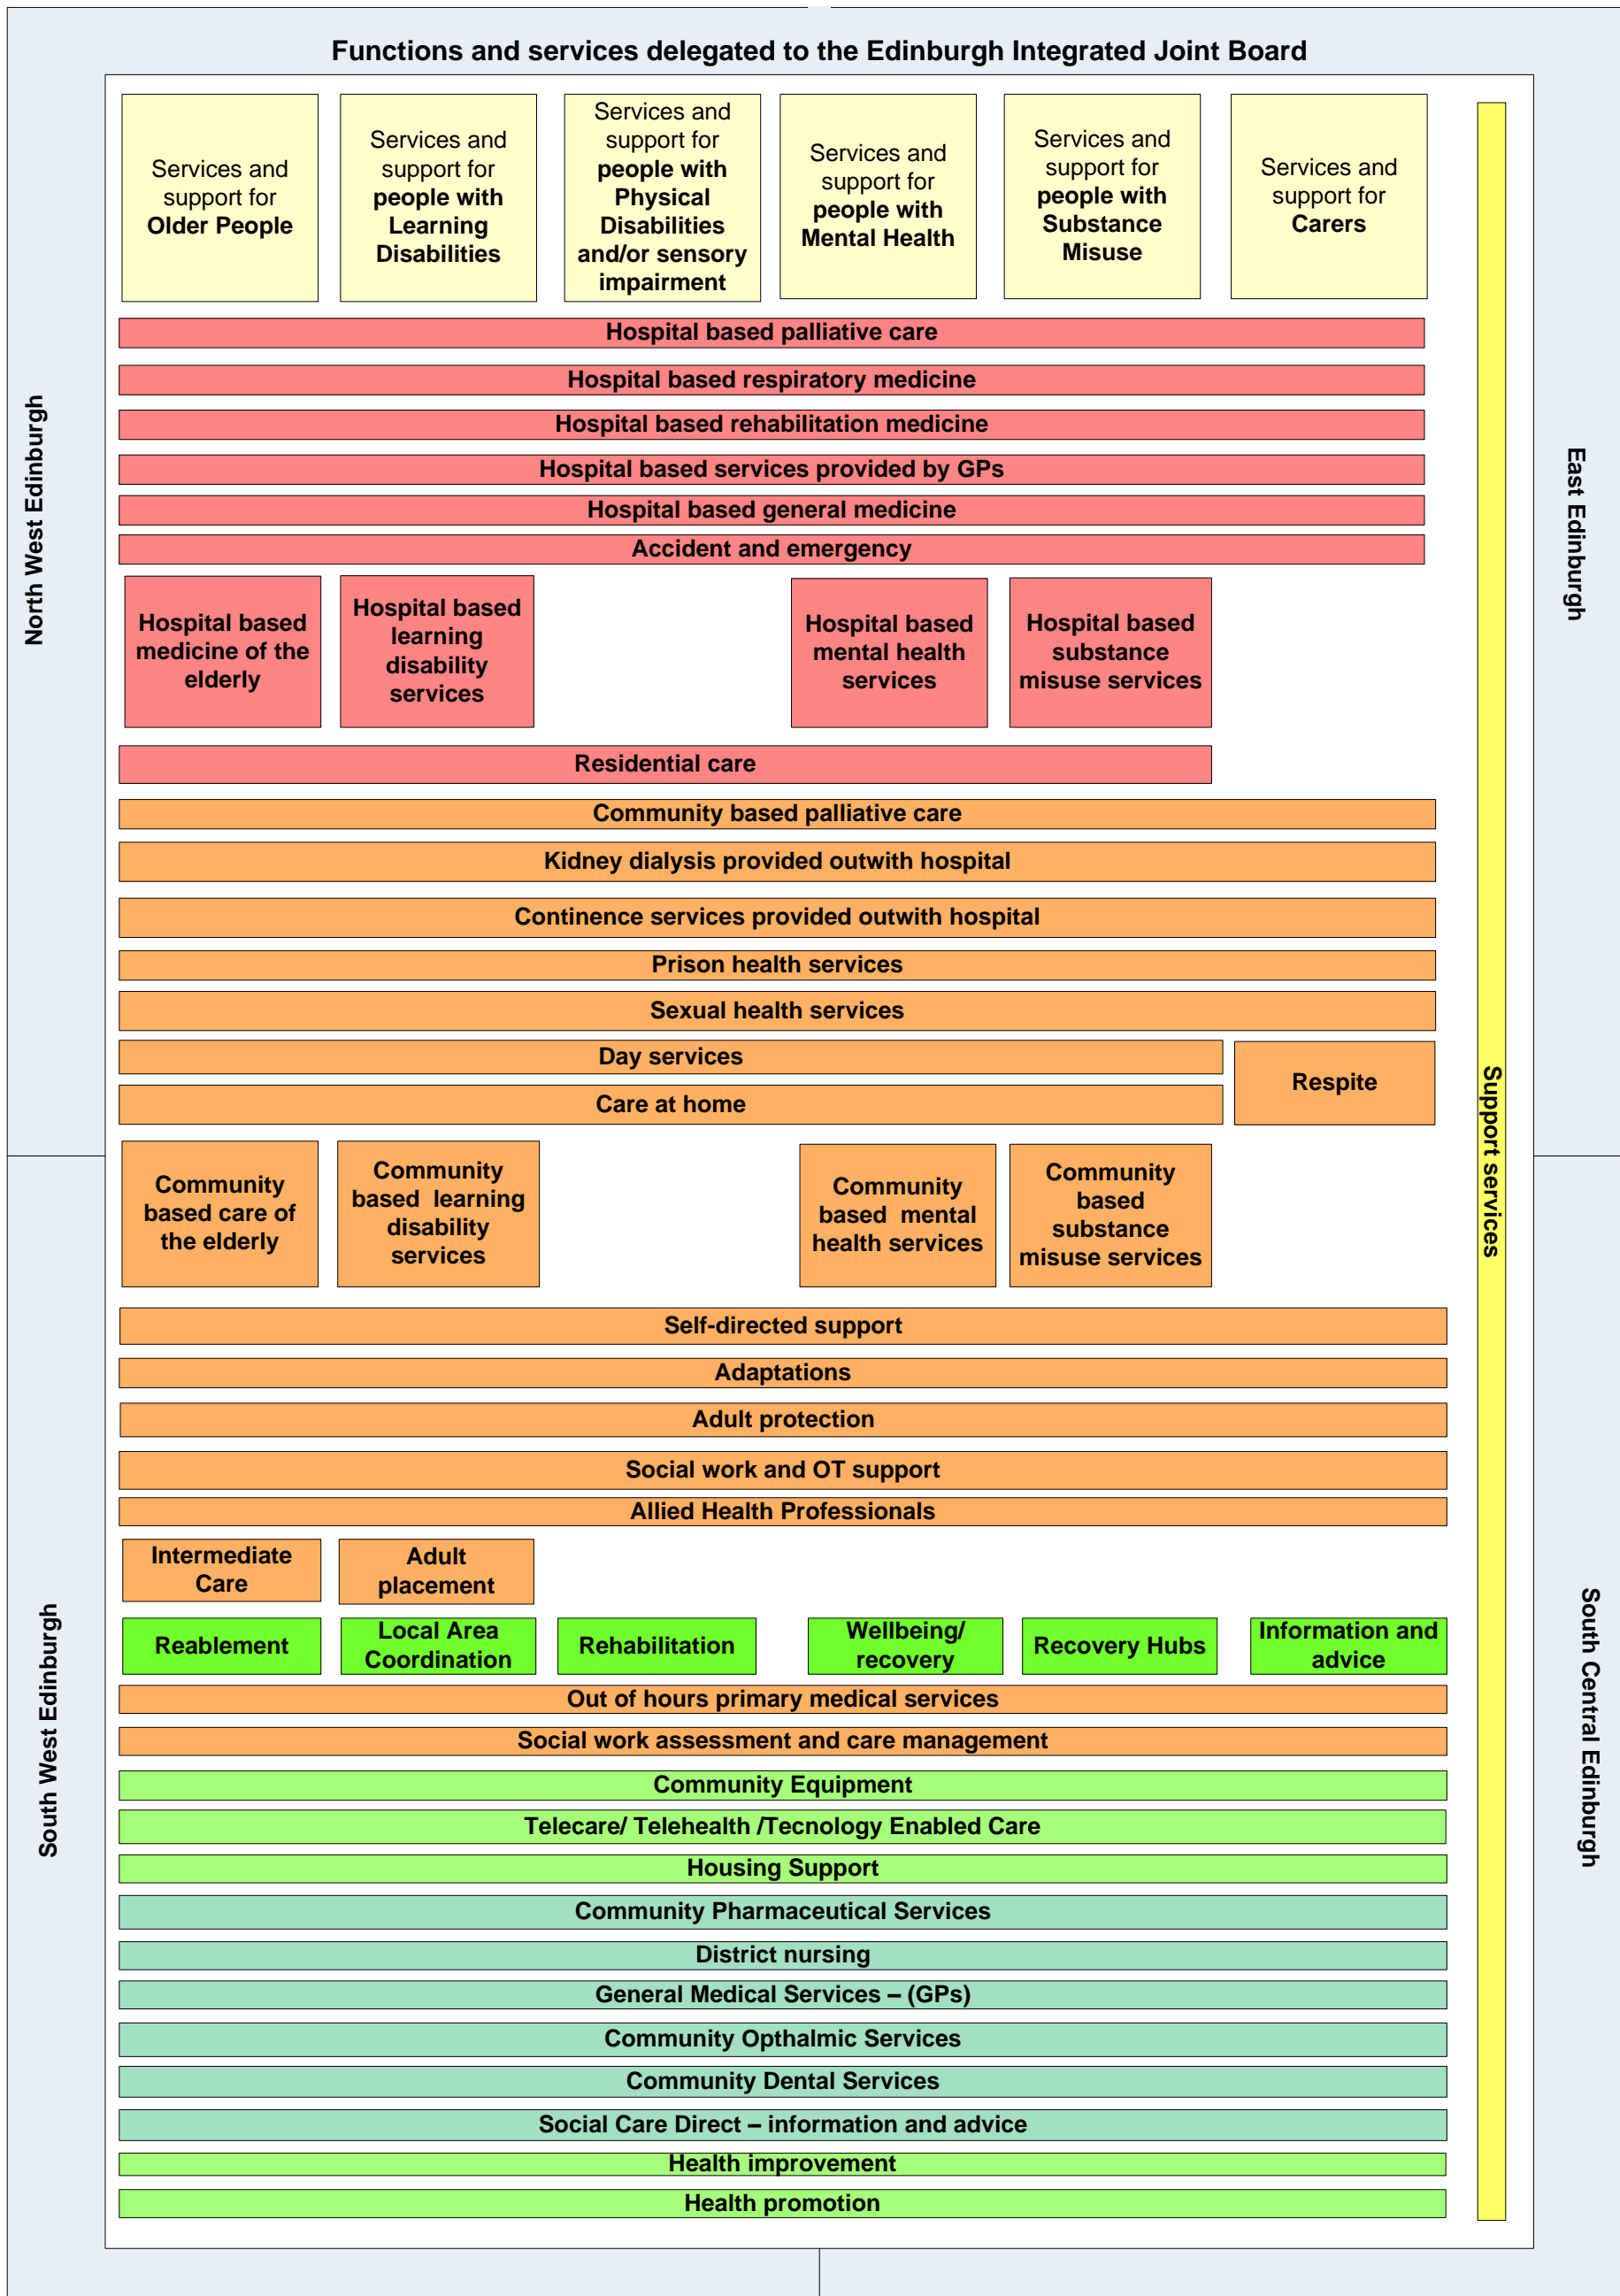 Functions and services delegated to the Edinburgh Integrated Joint Board
North West Edinburgh
East Edinburgh
Services and
support for
Older People
Services and
support for
people with
Learning
Disabilities
Services and
support for
people with
Physical
Disabilities
and/or sensory
impairment
Services and
support for
people with
Mental Health
Services and
support for
people with
Substance
Misuse
Services and
support for
Carers
Hospital based palliative care
Hospital based respiratory medicine
Hospital based rehabilitation medicine
Hospital based services provided by GPs
Hospital based general medicine
Accident and emergency
Hospital based
medicine of the
elderly
Hospital based
learning
disability
services
Hospital based
mental health
services
Hospital based
substance
misuse services
Residential care
Community based palliative care
Kidney dialysis provided outwith hospital
Continence services provided outwith hospital
Prison health services
Sexual health services
Day services
Care at home
Respite
Support services
Community
based care of
the elderly
Community
based  learning
disability
services
Community
based  mental
health services
Community
based
substance
misuse services
Self-directed support
Adaptations
Adult protection
Social work and OT support
Allied Health Professionals
Intermediate
Care
Adult
placement
South West Edinburgh
South Central Edinburgh
Reablement
Local Area
Coordination
Rehabilitation
Wellbeing/
recovery
Recovery Hubs
Information and
advice
Out of hours primary medical services
Social work assessment and care management
Community Equipment
Telecare/ Telehealth /Tecnology Enabled Care
Housing Support
Community Pharmaceutical Services
District nursing
General Medical Services – (GPs)
Community Opthalmic Services
Community Dental Services
Social Care Direct – information and advice
Health improvement
Health promotion